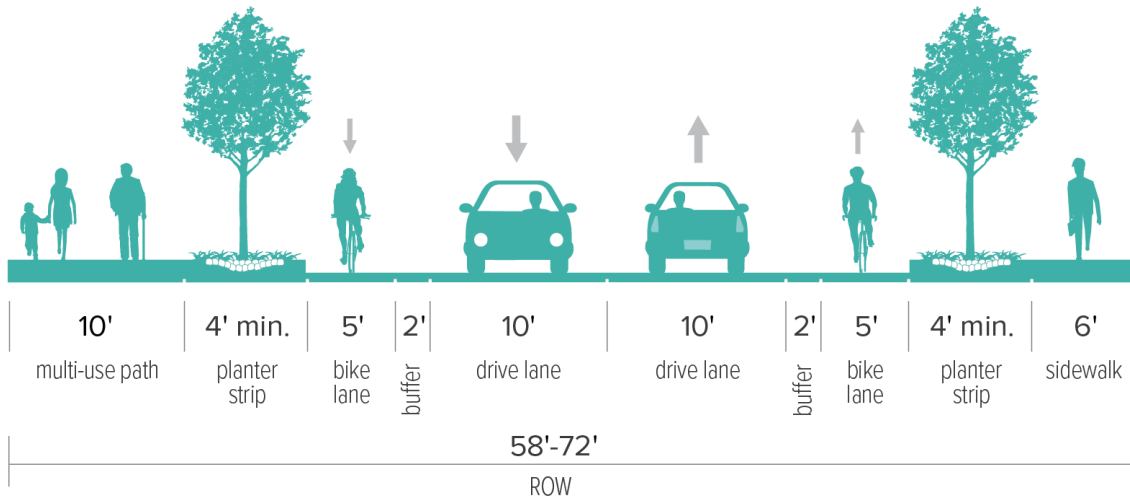 10' 4' min. 5' 2' 10' 10' 2' 5' 4' min. 6'
multi-use path planter strip bike lane buffer drive lane drive lane buffer bike lane planter strip sidewalk
58'-72'
ROW